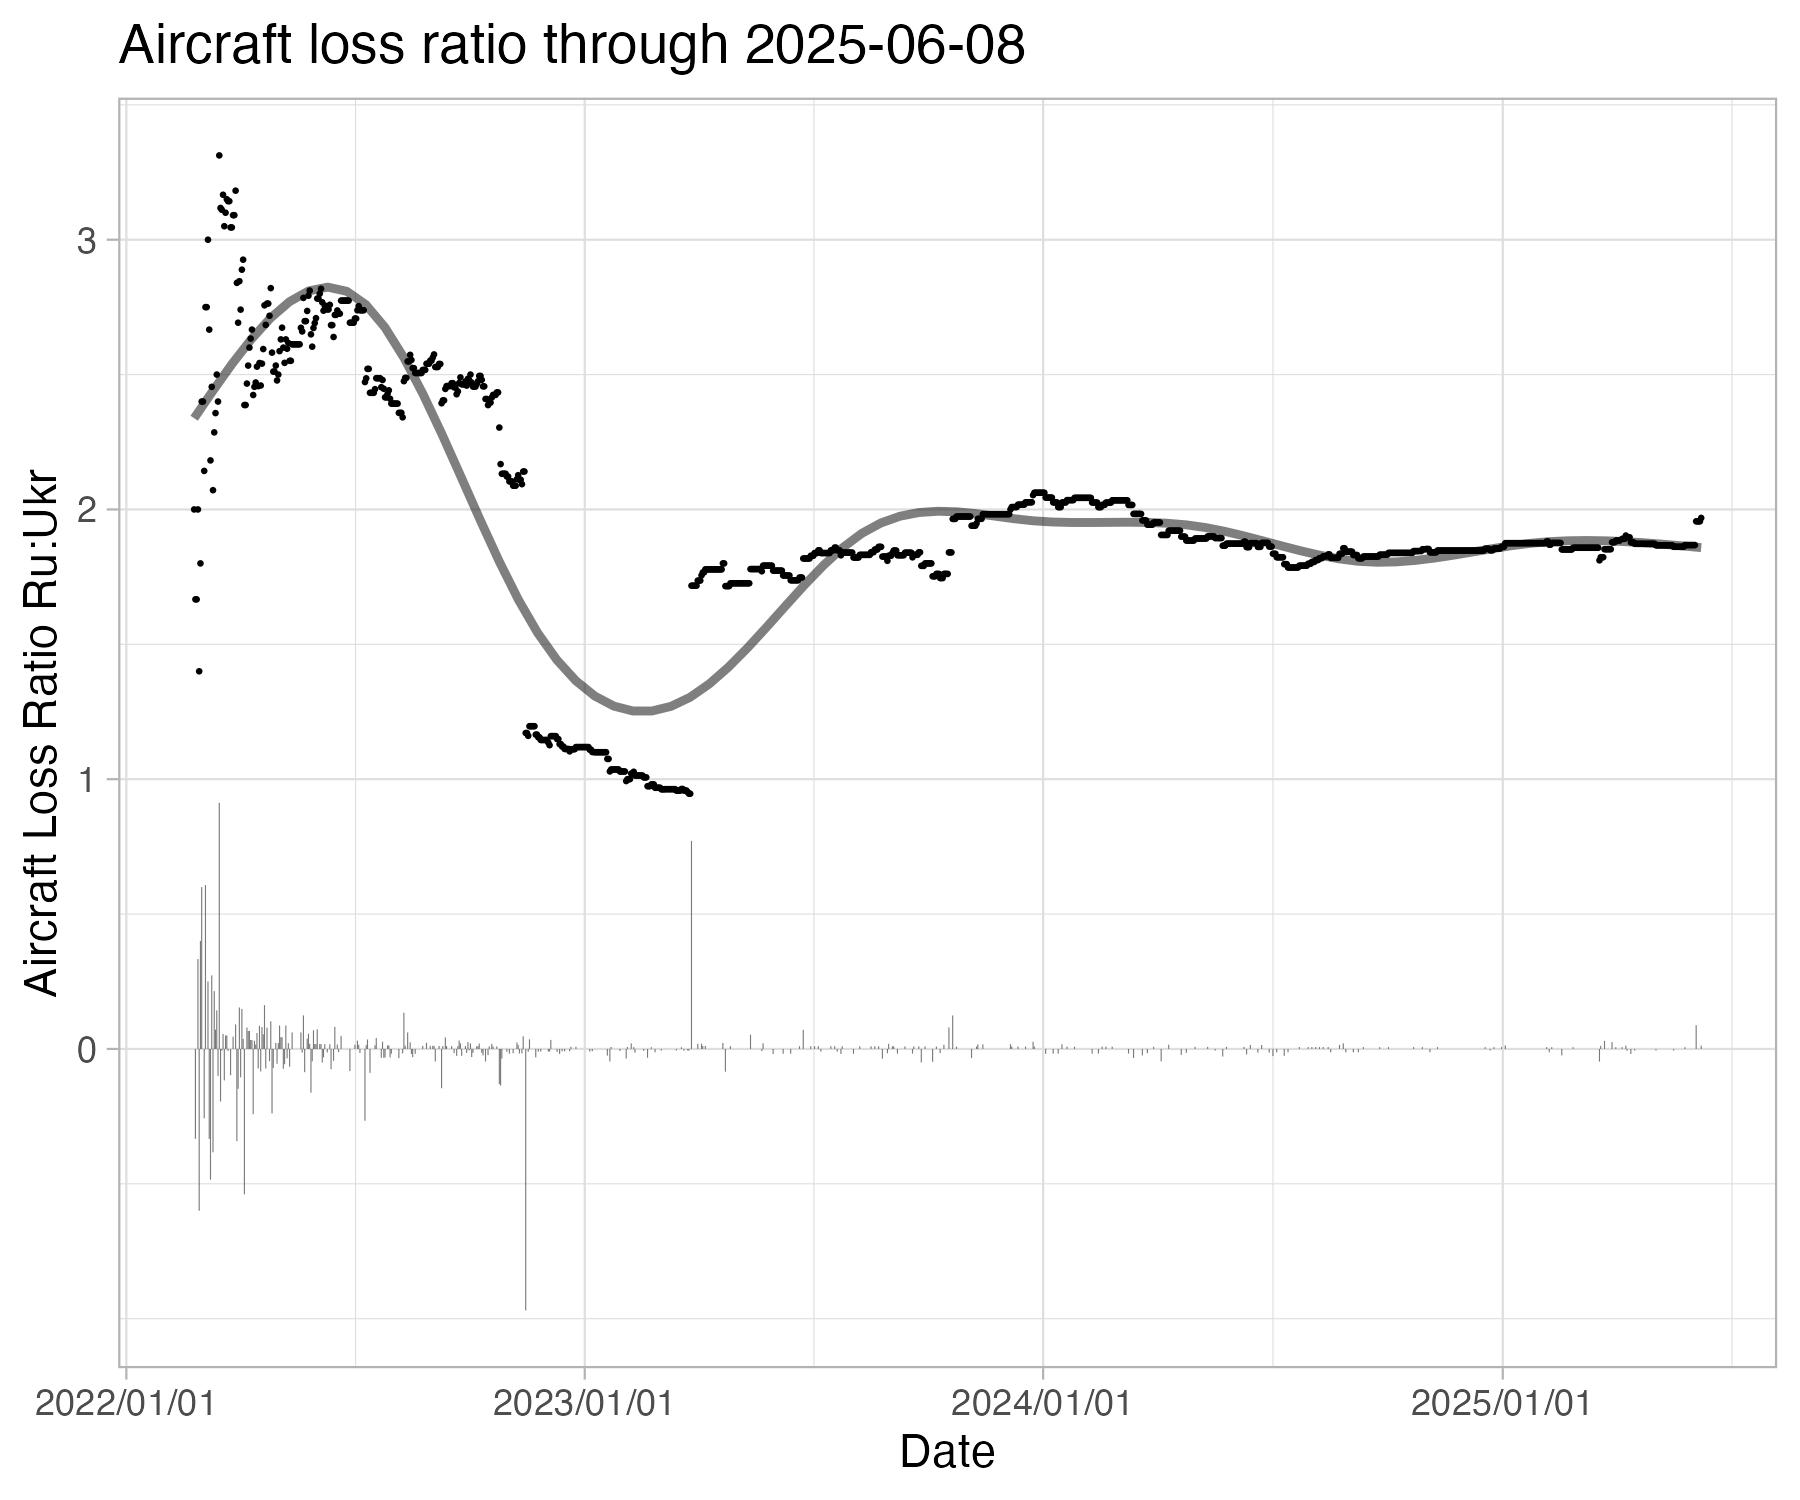 Aircraft loss ratio through 2025-06-08
Aircraft Loss Ratio Ru:Ukr
3
2
1
0
2022/01/01
2023/01/01
2024/01/01
2025/01/01
Date